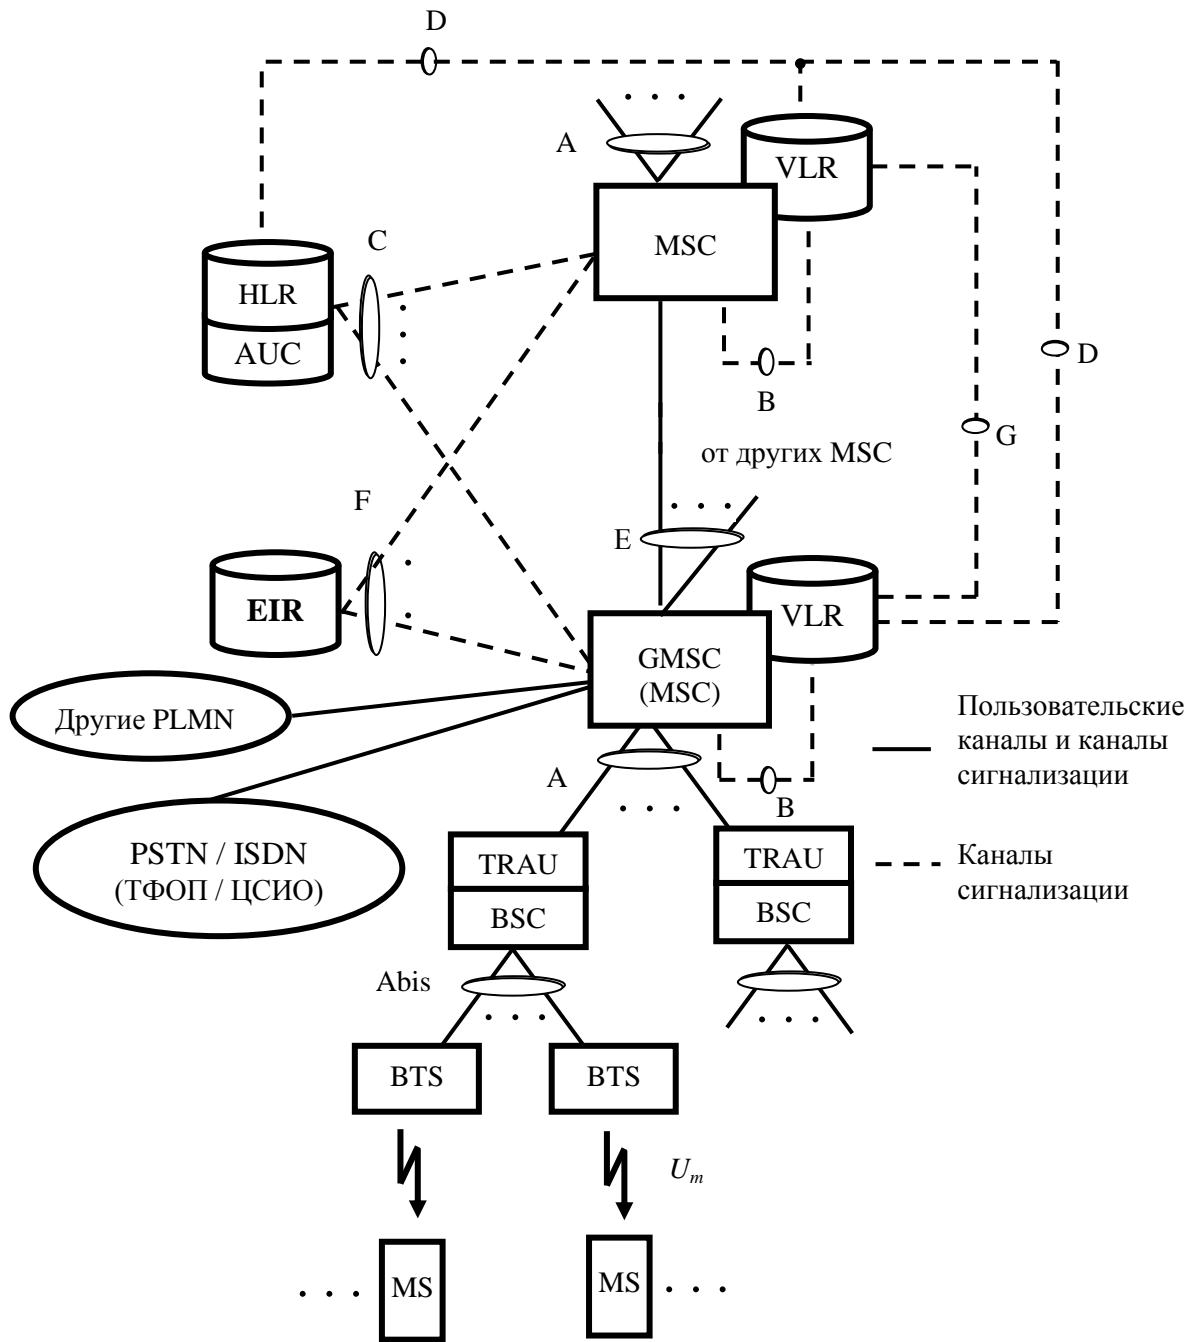 D
A
VLR
MSC
C
HLR
AUC
D
B
G
от других MSC
F
E
EIR
VLR
GMSC
(MSC)
Другие PLMN
Пользовательские
каналы и каналы
сигнализации
A
B
PSTN / ISDN
(ТФОП / ЦСИО)
TRAU
BSC
TRAU
BSC
Каналы
сигнализации
Abis
BTS
BTS
Um
MS
MS